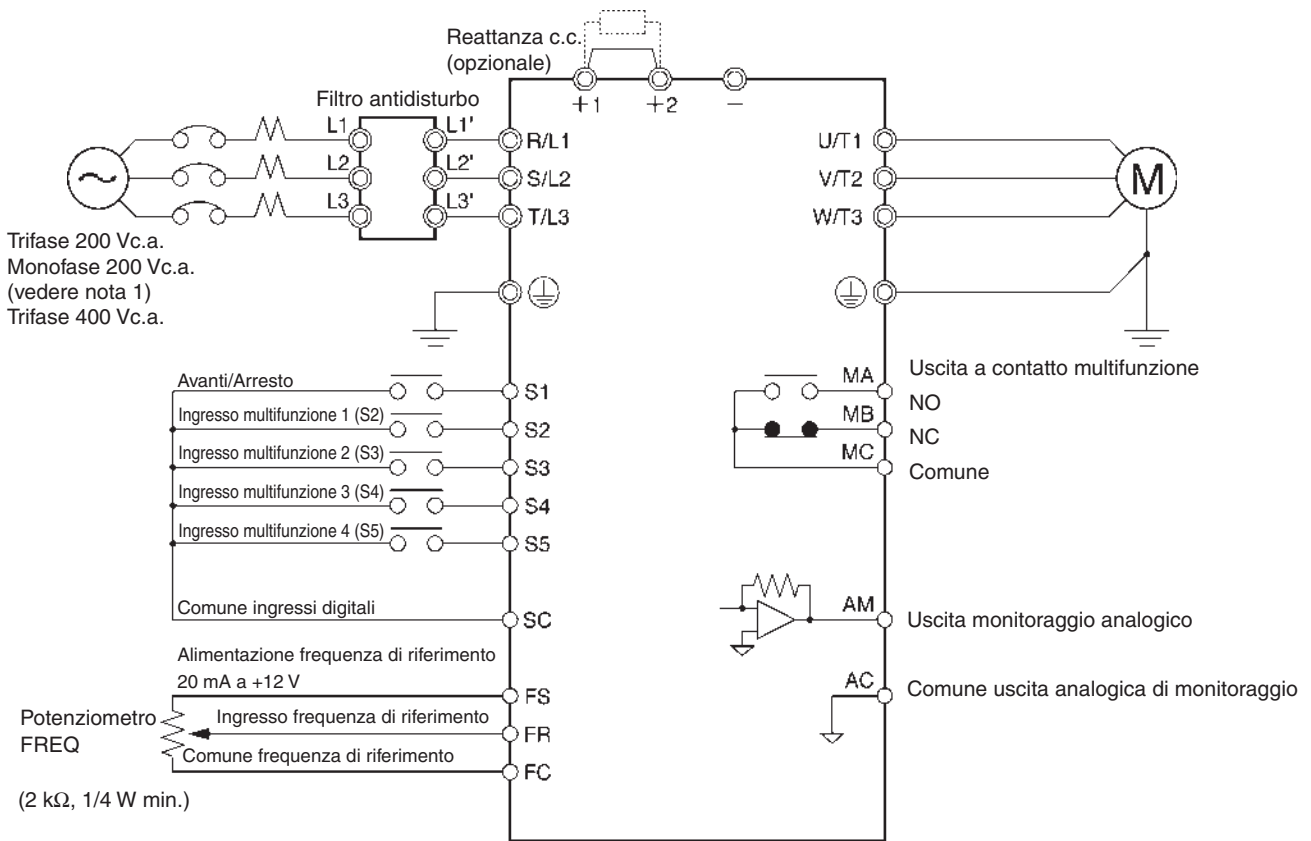 Reattanza c.c.
(opzionale)
+1
+2
−
Filtro antidisturbo
L1
L1'
R/L1
L2
L2'
S/L2
L3
L3'
T/L3
U/T1
V/T2
W/T3
M
Trifase 200 Vc.a.
Monofase 200 Vc.a.
(vedere nota 1)
Trifase 400 Vc.a.
Avanti/Arresto
S1
Ingresso multifunzione 1 (S2)
S2
Ingresso multifunzione 2 (S3)
S3
Ingresso multifunzione 3 (S4)
S4
Ingresso multifunzione 4 (S5)
S5
Comune ingressi digitali
SC
Alimentazione frequenza di riferimento
20 mA a +12 V
FS
Potenziometro
FREQ
Ingresso frequenza di riferimento
FR
Comune frequenza di riferimento
FC
(2 kΩ, 1/4 W min.)
MA
Uscita a contatto multifunzione
NO
MB
NC
MC
Comune
AM
Uscita monitoraggio analogico
AC
Comune uscita analogica di monitoraggio